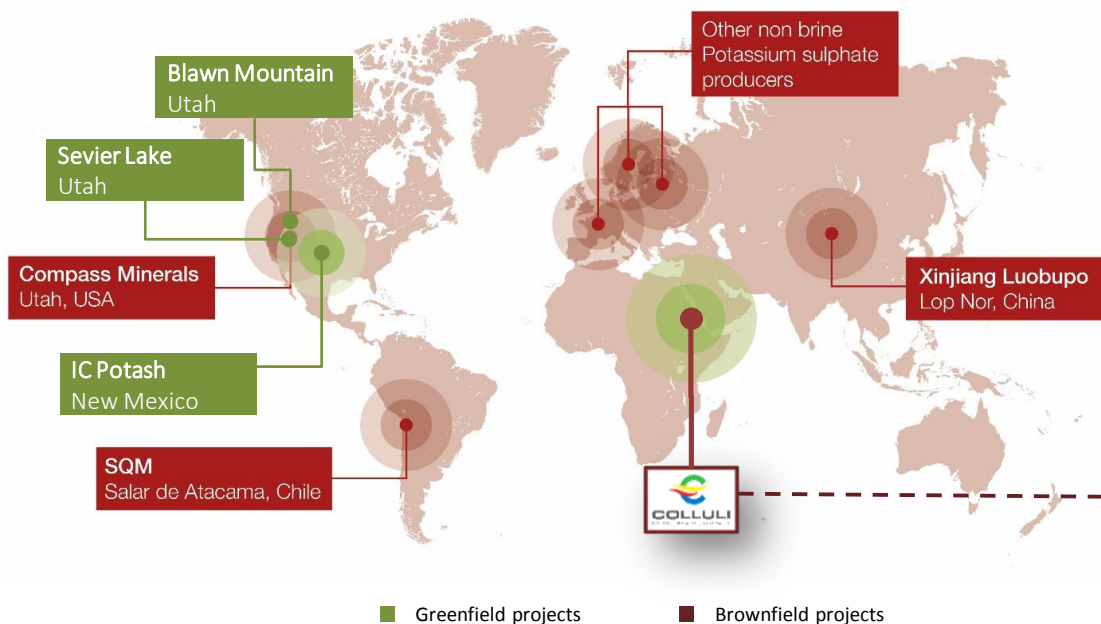 Other non brine
Potassium sulphate
producers
Blawn Mountain
Utah
Sevier Lake
Utah
Compass Minerals
Utah, USA
Xinjiang Luobupo
Lop Nor, China
IC Potash
New Mexico
SQM
Salar de Atacama, Chile
COLLULI
Greenfield projects
Brownfield projects